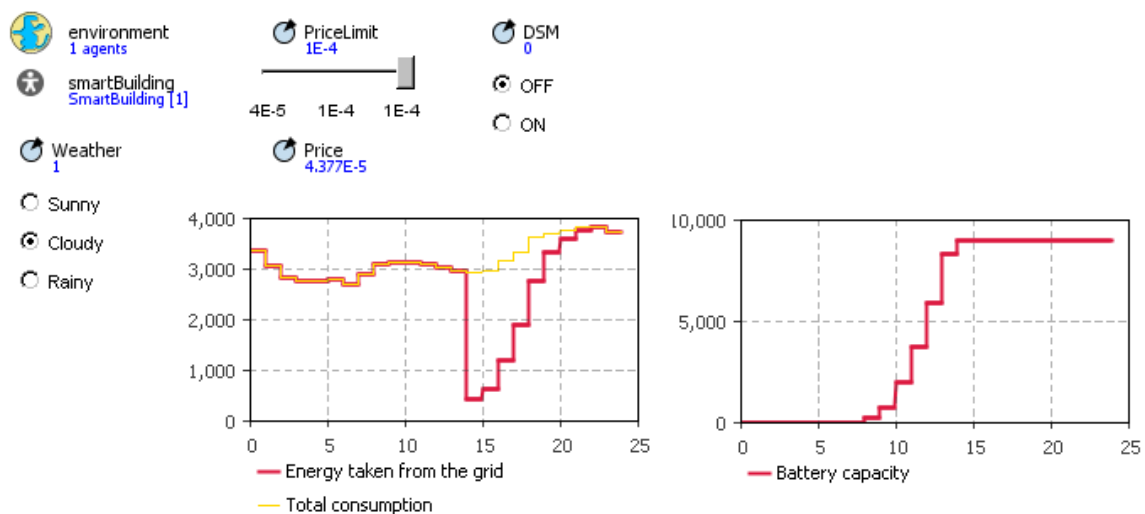 environment
1 agents
PriceLimit
1E-4
DSM
0
smartBuilding
SmartBuilding [1]
4E-5 1E-4 1E-4
OFF
ON
Weather
1
Price
4.377E-5
Sunny
Cloudy
Rainy
4,000
3,000
2,000
1,000
0
0 5 10 15 20 25
Energy taken from the grid
Total consumption
10,000
5,000
0
0 5 10 15 20 25
Battery capacity